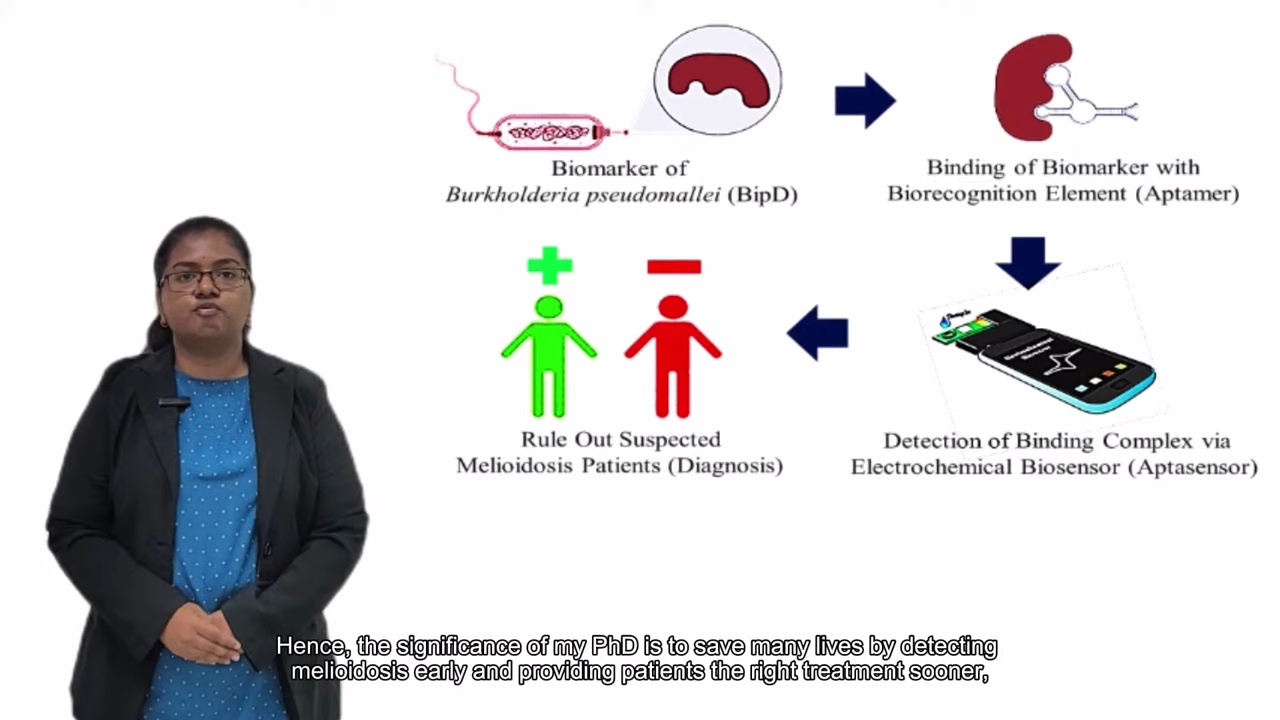 Biomarker of
Burkholderia pseudomallei (BipD)
Binding of Biomarker with
Biorecognition Element (Aptamer)
Detection of Binding Complex via
Electrochemical Biosensor (Aptasensor)
Rule Out Suspected
Melioidosis Patients (Diagnosis)
Hence, the significance of my PhD is to save many lives by detecting
melioidosis early and providing patients the right treatment sooner,